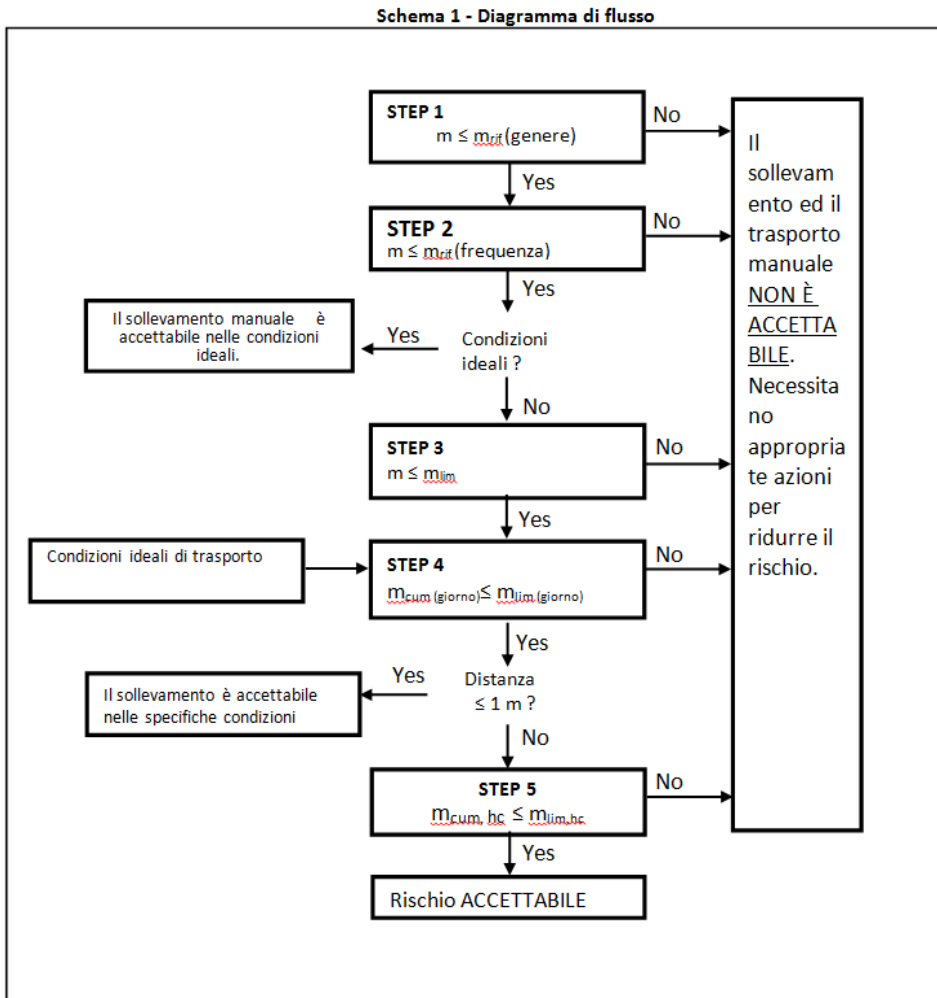 Schema 1 - Diagramma di flusso
STEP 1
m ≤ mrif(genere)
No
Yes
STEP 2
m ≤ mrif(frequenza)
No
Yes
Il sollevamento manuale è
accettabile nelle condizioni
ideali.
Yes
Condizioni
ideali ?
No
STEP 3
m ≤ mlim
No
Yes
Condizioni ideali di trasporto
STEP 4
mcum (giorno)≤ mlim (giorno)
No
Yes
Il sollevamento è accettabile
nelle specifiche condizioni
Yes
Distanza
≤ 1 m ?
No
STEP 5
mcum, hc ≤ mlim,hc
No
Yes
Rischio ACCETTABILE
Il
sollevam
ento ed il
trasporto
manuale
NON È
ACCETTA
BILE.
Necessita
no
appropria
te azioni
per
ridurre il
rischio.